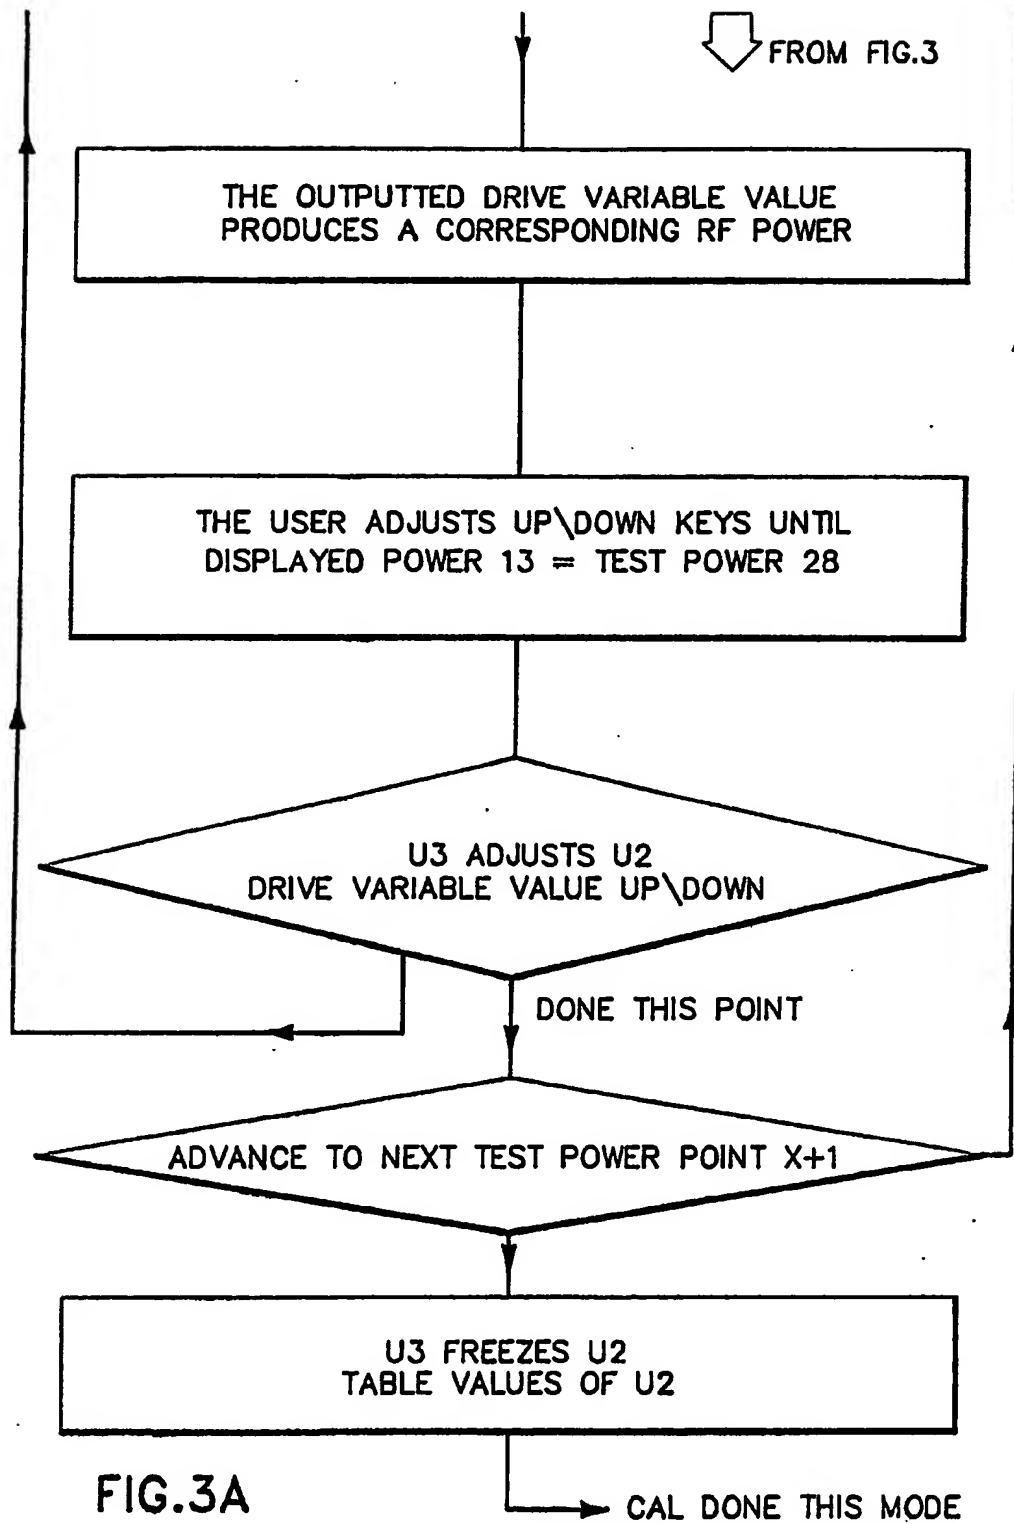 FROM FIG.3
THE OUTPUTTED DRIVE VARIABLE VALUE
PRODUCES A CORRESPONDING RF POWER
THE USER ADJUSTS UP\DOWN KEYS UNTIL
DISPLAYED POWER 13 = TEST POWER 28
U3 ADJUSTS U2
DRIVE VARIABLE VALUE UP\DOWN
DONE THIS POINT
ADVANCE TO NEXT TEST POWER POINT X+1
U3 FREEZES U2
TABLE VALUES OF U2
FIG.3A
CAL DONE THIS MODE